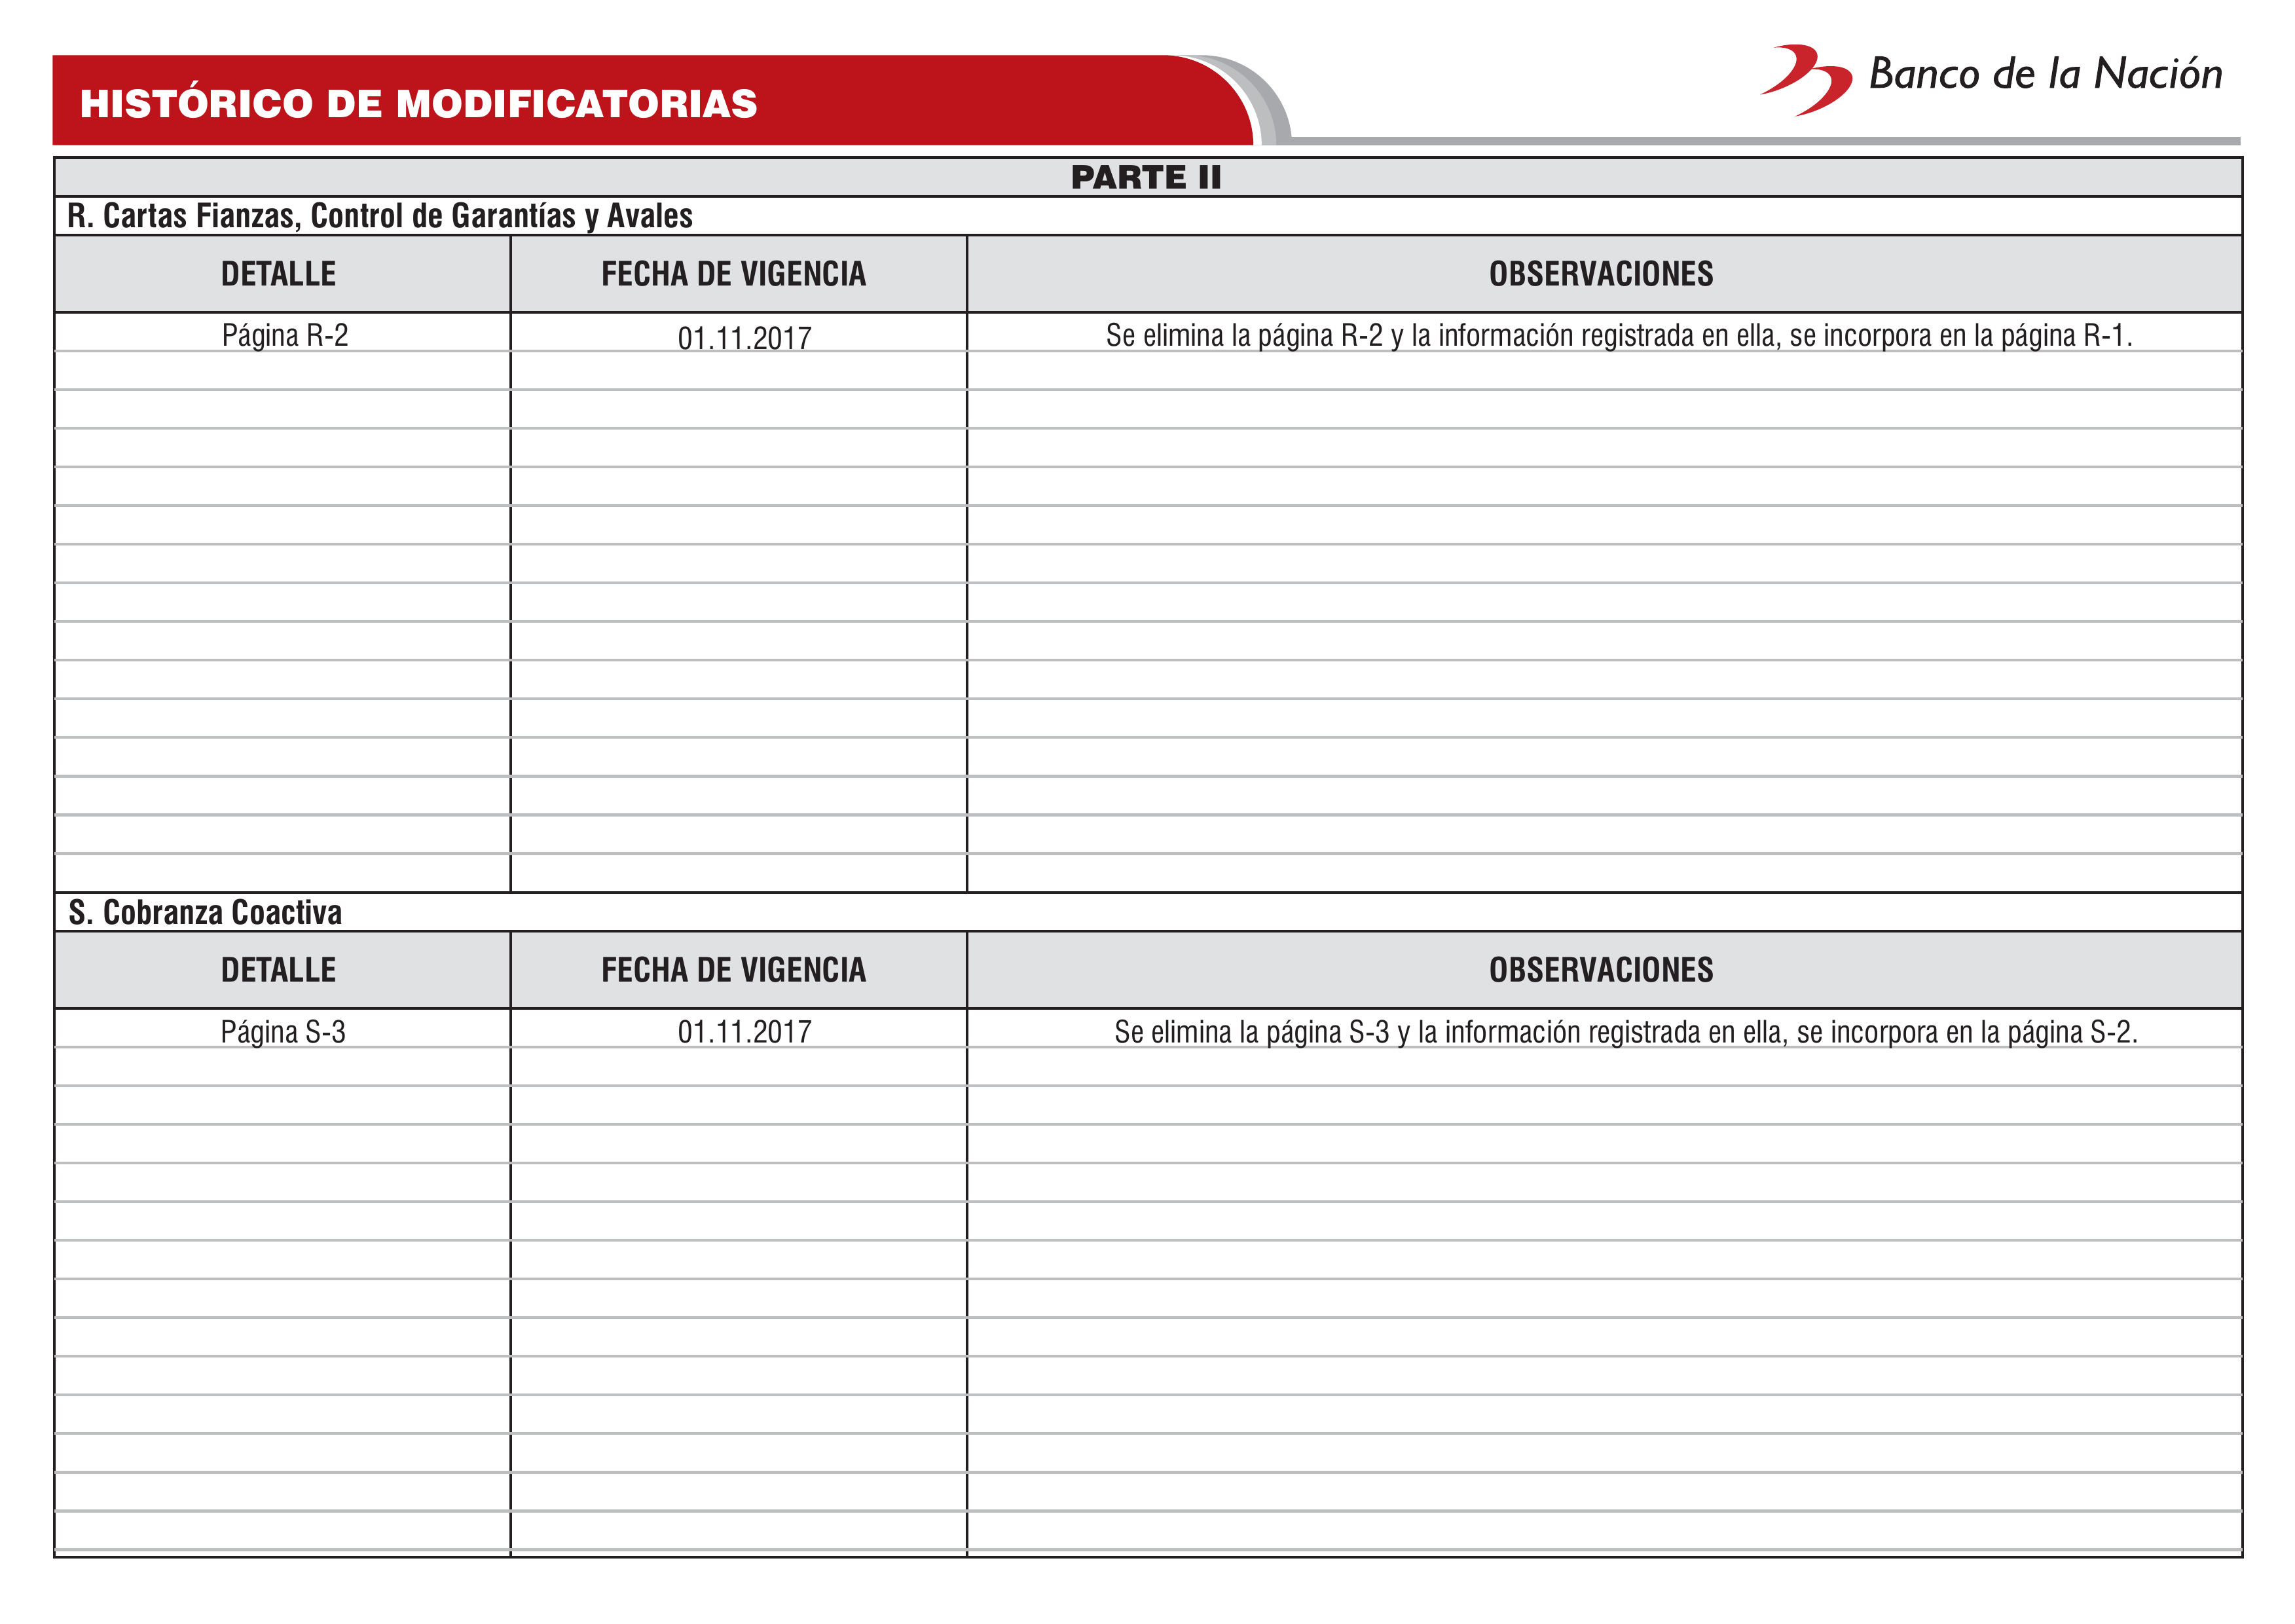 HISTÓRICO DE MODIFICATORIAS
Banco de la Nación
PARTE II
R. Cartas Fianzas, Control de Garantías y Avales
DETALLE FECHA DE VIGENCIA OBSERVACIONES
Página R-2 01.11.2017 Se elimina la página R-2 y la información registrada en ella, se incorpora en la página R-1.
S. Cobranza Coactiva
DETALLE FECHA DE VIGENCIA OBSERVACIONES
Página S-3 01.11.2017 Se elimina la página S-3 y la información registrada en ella, se incorpora en la página S-2.